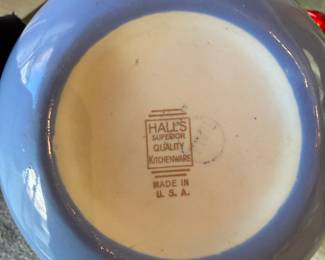 HALL'S
SUPERIOR
QUALITY
KITCHENWARE
MADE IN
U. S. A.